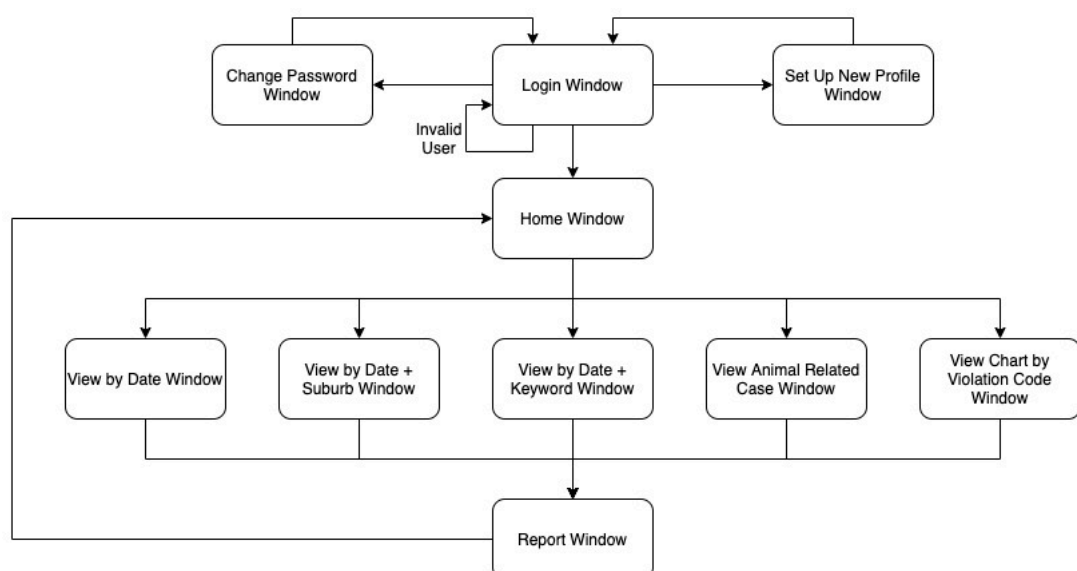 Change Password
Window
Login Window
Set Up New Profile
Window
Invalid
User
Home Window
View by Date Window
View by Date +
Suburb Window
View by Date +
Keyword Window
View Animal Related
Case Window
View Chart by
Violation Code
Window
Report Window